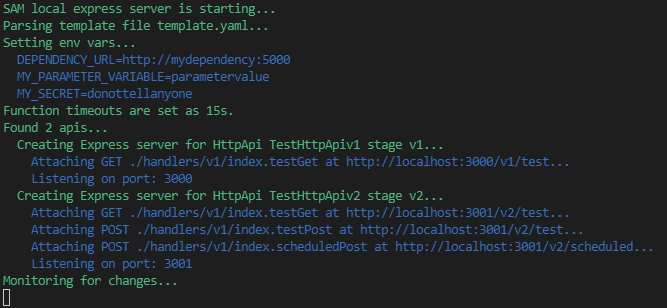 SAM local express server is starting...
Parsing template file template.yaml...
Setting env vars...
DEPENDENCY_URL=http://mydependency:5000
MY_PARAMETER_VARIABLE=parametervalue
MY_SECRET=donottellanyone
Function timeouts are set as 15s.
Found 2 apis...
Creating Express server for HttpApi TestHttpApiv1 stage v1...
Attaching GET ./handlers/v1/index.testGet at http://localhost:3000/v1/test...
Listening on port: 3000
Creating Express server for HttpApi TestHttpApiv2 stage v2...
Attaching GET ./handlers/v1/index.testGet at http://localhost:3001/v2/test...
Attaching POST ./handlers/v1/index.testPost at http://localhost:3001/v2/test...
Attaching POST ./handlers/v1/index.scheduledPost at http://localhost:3001/v2/scheduled...
Listening on port: 3001
Monitoring for changes...